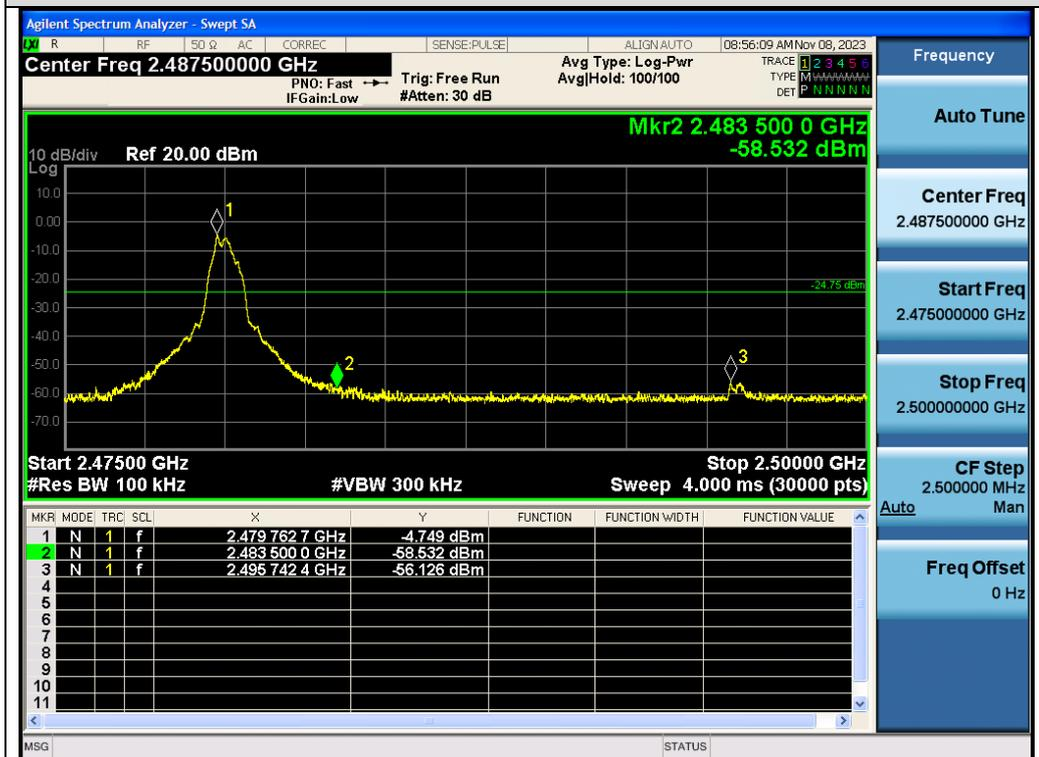 Agilent Spectrum Analyzer - Swept SA
LXI R RF 50 Ω AC CORREC SENSE:PULSE ALIGN AUTO 08:56:09 AM Nov 08, 2023
Center Freq 2.487500000 GHz
PNO: Fast
IFGain:Low
Trig: Free Run
#Atten: 30 dB
Avg Type: Log-Pwr
Avg|Hold: 100/100
TRACE 1 2 3 4 5 6
TYPE M
DET P N N N N N
Mkr2 2.483 500 0 GHz
-58.532 dBm
10 dB/div Ref 20.00 dBm
Log
10.0
0.00
-10.0
-20.0
-30.0
-40.0
-50.0
-60.0
-70.0
1
2
3
-24.75 dBm
Start 2.47500 GHz Stop 2.50000 GHz
#Res BW 100 kHz #VBW 300 kHz Sweep 4.000 ms (30000 pts)
MKR MODE TRC SCL X Y FUNCTION FUNCTION WIDTH FUNCTION VALUE
1 N 1 f 2.479 762 7 GHz -4.749 dBm
2 N 1 f 2.483 500 0 GHz -58.532 dBm
3 N 1 f 2.495 742 4 GHz -56.126 dBm
4
5
6
7
8
9
10
11
MSG STATUS
Frequency
Auto Tune
Center Freq
2.487500000 GHz
Start Freq
2.475000000 GHz
Stop Freq
2.500000000 GHz
CF Step
2.500000 MHz
Auto Man
Freq Offset
0 Hz